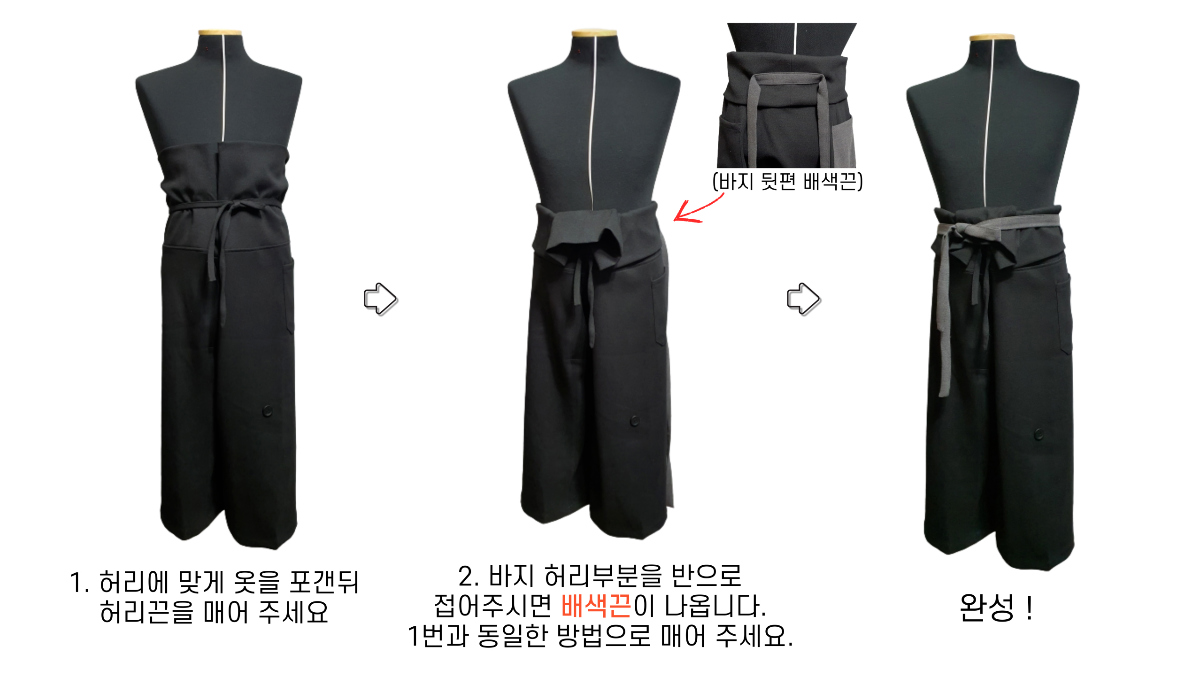 (바지 뒷편 배색끈)
1. 허리에 맞게 옷을 포갠뒤
허리끈을 매어 주세요
2. 바지 허리부분을 반으로
접어주시면 배색끈이 나옵니다.
1번과 동일한 방법으로 매어 주세요.
완성 !